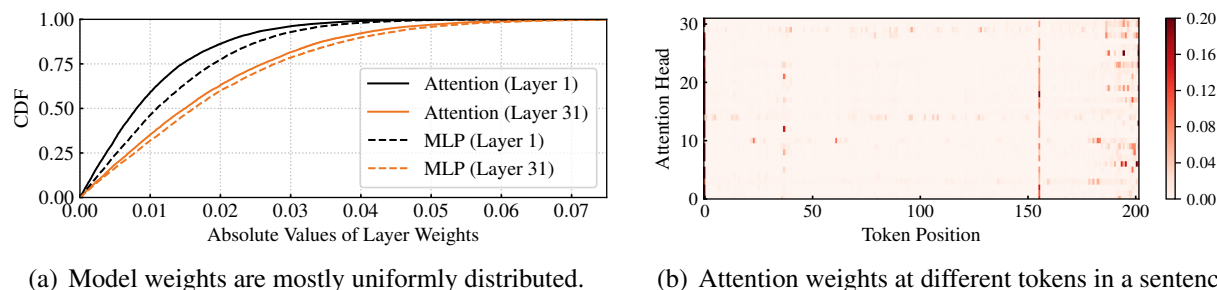 1.00
0.75
0.50
0.25
0.00
CDF
0.00 0.01 0.02 0.03 0.04 0.05 0.06 0.07
Absolute Values of Layer Weights
Attention (Layer 1)
Attention (Layer 31)
MLP (Layer 1)
MLP (Layer 31)
(a) Model weights are mostly uniformly distributed.
30
20
10
0
Attention Head
0 50 100 150 200
Token Position
0.20
0.16
0.12
0.08
0.04
0.00
(b) Attention weights at different tokens in a sentenc